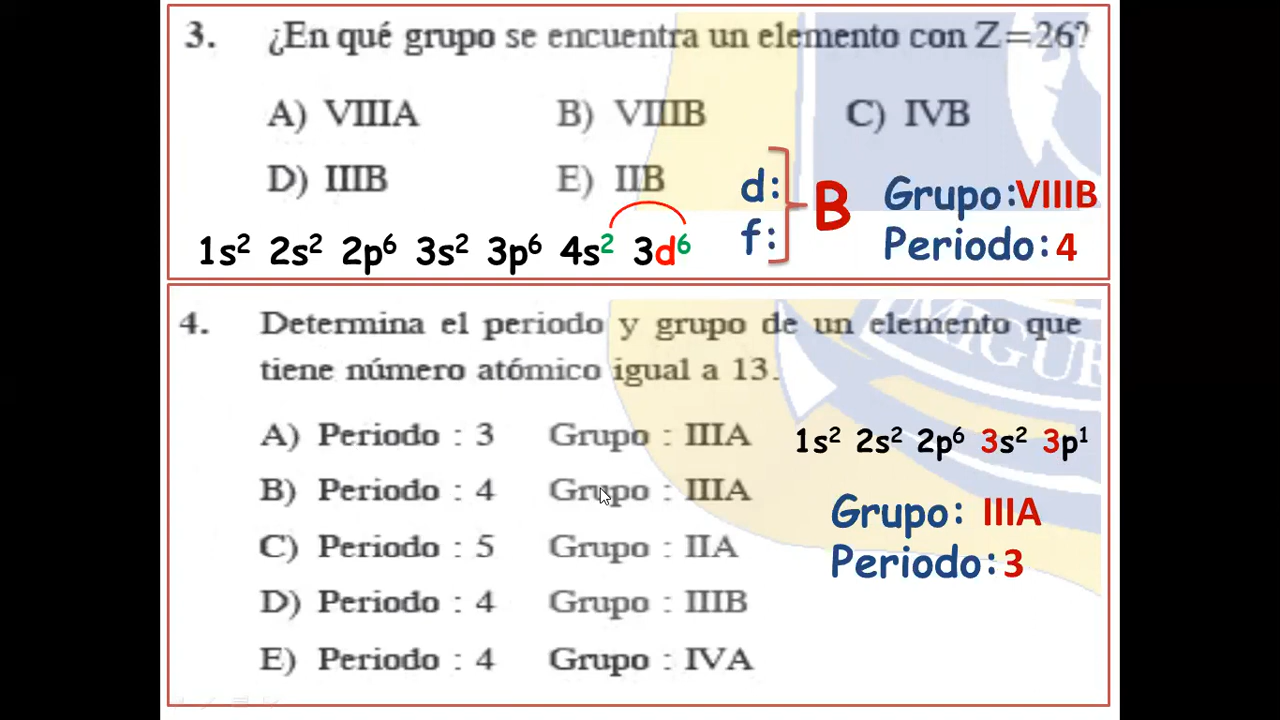 3. ¿En qué grupo se encuentra un elemento con Z=26?
A) VIIIA B) VIIIB C) IVB
D) IIIB E) IIB
d:
f:
B
Grupo: VIIIB
Periodo: 4
1s² 2s² 2p⁶ 3s² 3p⁶ 4s² 3d⁶
4. Determina el periodo y grupo de un elemento que
tiene número atómico igual a 13.
A) Periodo : 3 Grupo : IIIA
B) Periodo : 4 Grupo : IIIA
C) Periodo : 5 Grupo : IIA
D) Periodo : 4 Grupo : IIIB
E) Periodo : 4 Grupo : IVA
1s² 2s² 2p⁶ 3s² 3p¹
Grupo: IIIA
Periodo: 3
MIGUE